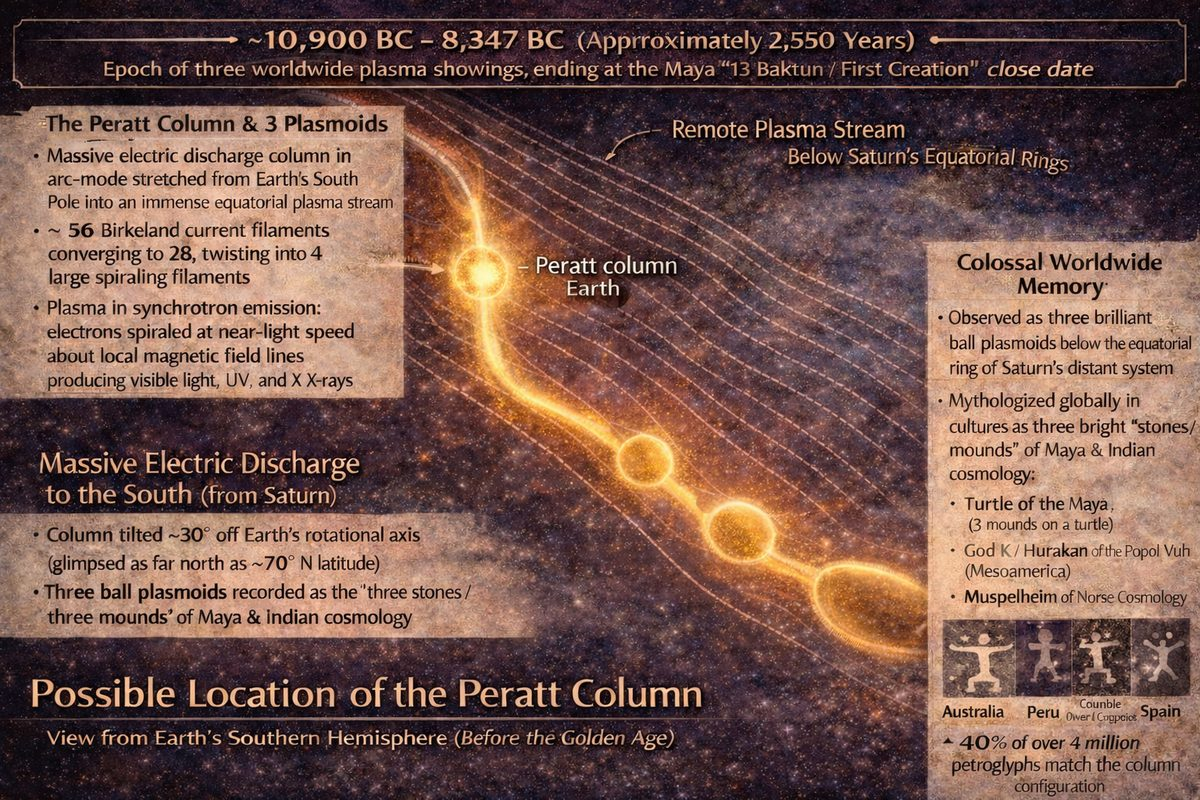 ~10,900 BC – 8,347 BC (Apprroximately 2,550 Years)
Epoch of three worldwide plasma showings, ending at the Maya "13 Baktun / First Creation" close date
The Peratt Column & 3 Plasmoids
• Massive electric discharge column in
arc-mode stretched from Earth's South
Pole into an immense equatorial plasma stream
• ~ 56 Birkeland current filaments
converging to 28, twisting into 4
large spiraling filaments
• Plasma in synchrotron emission:
electrons spiraled at near-light speed
about local magnetic field lines
producing visible light, UV, and X X-rays
Remote Plasma Stream
Below Saturn's Equatorial Rings
Peratt column
Earth
Massive Electric Discharge
to the South (from Saturn)
• Column tilted ~30° off Earth's rotational axis
(glimpsed as far north as ~70° N latitude)
• Three ball plasmoids recorded as the "three stones /
three mounds' of Maya & indian cosmology
Possible Location of the Peratt Column
View from Earth's Southern Hemisphere (Before the Golden Age)
Colossal Worldwide
Memory
• Observed as three brilliant
ball plasmoids below the equatorial
ring of Saturn's distant system
• Mythologized globally in
cultures as three bright "stones/
mounds" of Maya & Indian
cosmology:
• Turtle of the Maya,
(3 mounds on a turtle)
• God K / Hurakan of the Popol Vuh
(Mesoamerica)
• Muspelheim of Norse Cosmology
Australia
Peru
Spain
40% of over 4 million
petroglyphs match the column
configuration